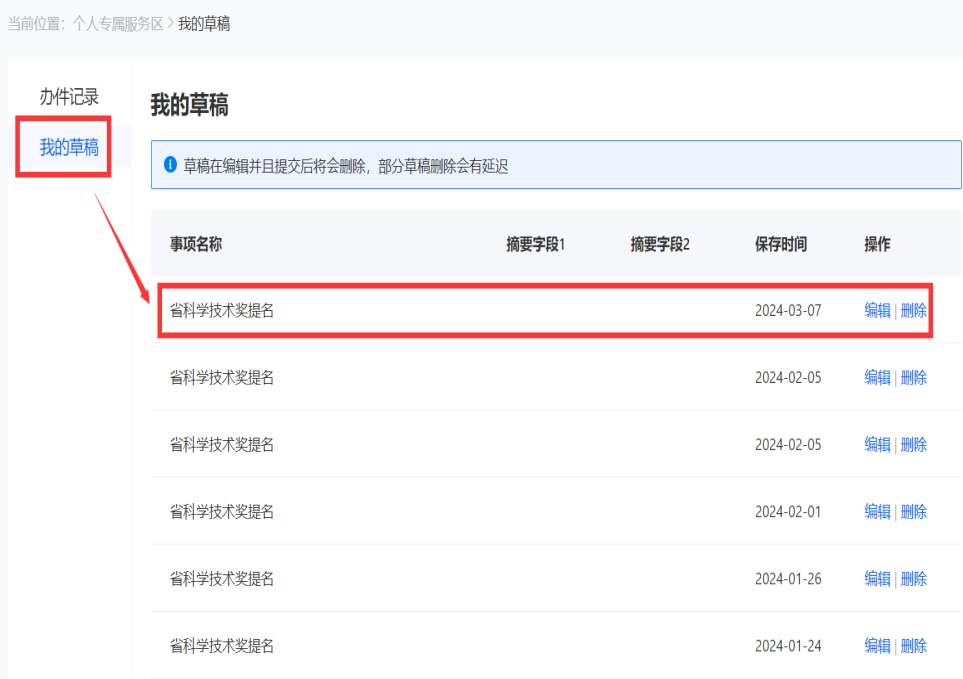 当前位置：个人专属服务区 > 我的草稿
办件记录
我的草稿
我的草稿
草稿在编辑并且提交后将会删除，部分草稿删除会有延迟
事项名称 摘要字段1 摘要字段2 保存时间 操作
省科学技术奖提名 2024-03-07 编辑 | 删除
省科学技术奖提名 2024-02-05 编辑 | 删除
省科学技术奖提名 2024-02-05 编辑 | 删除
省科学技术奖提名 2024-02-01 编辑 | 删除
省科学技术奖提名 2024-01-26 编辑 | 删除
省科学技术奖提名 2024-01-24 编辑 | 删除